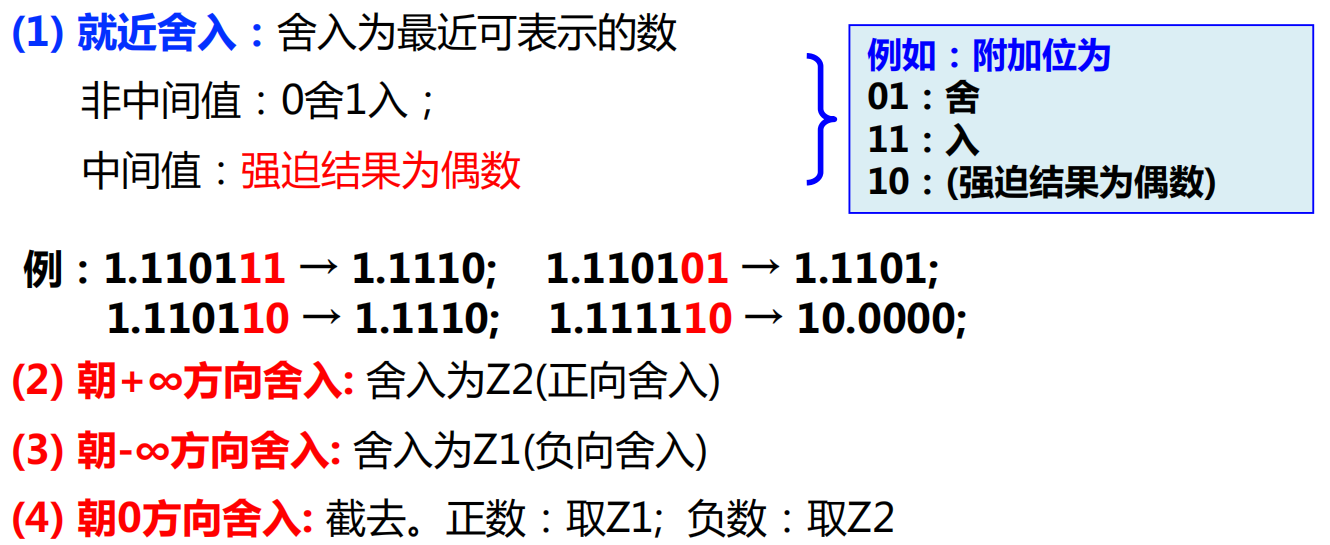 (1) 就近舍入：舍入为最近可表示的数
非中间值：0舍1入；
中间值：强迫结果为偶数
例如：附加位为
01：舍
11：入
10：(强迫结果为偶数)
例：1.110111 → 1.1110; 1.110101 → 1.1101;
1.110110 → 1.1110; 1.111110 → 10.0000;
(2) 朝+∞方向舍入: 舍入为Z2(正向舍入)
(3) 朝-∞方向舍入: 舍入为Z1(负向舍入)
(4) 朝0方向舍入: 截去。正数：取Z1; 负数：取Z2